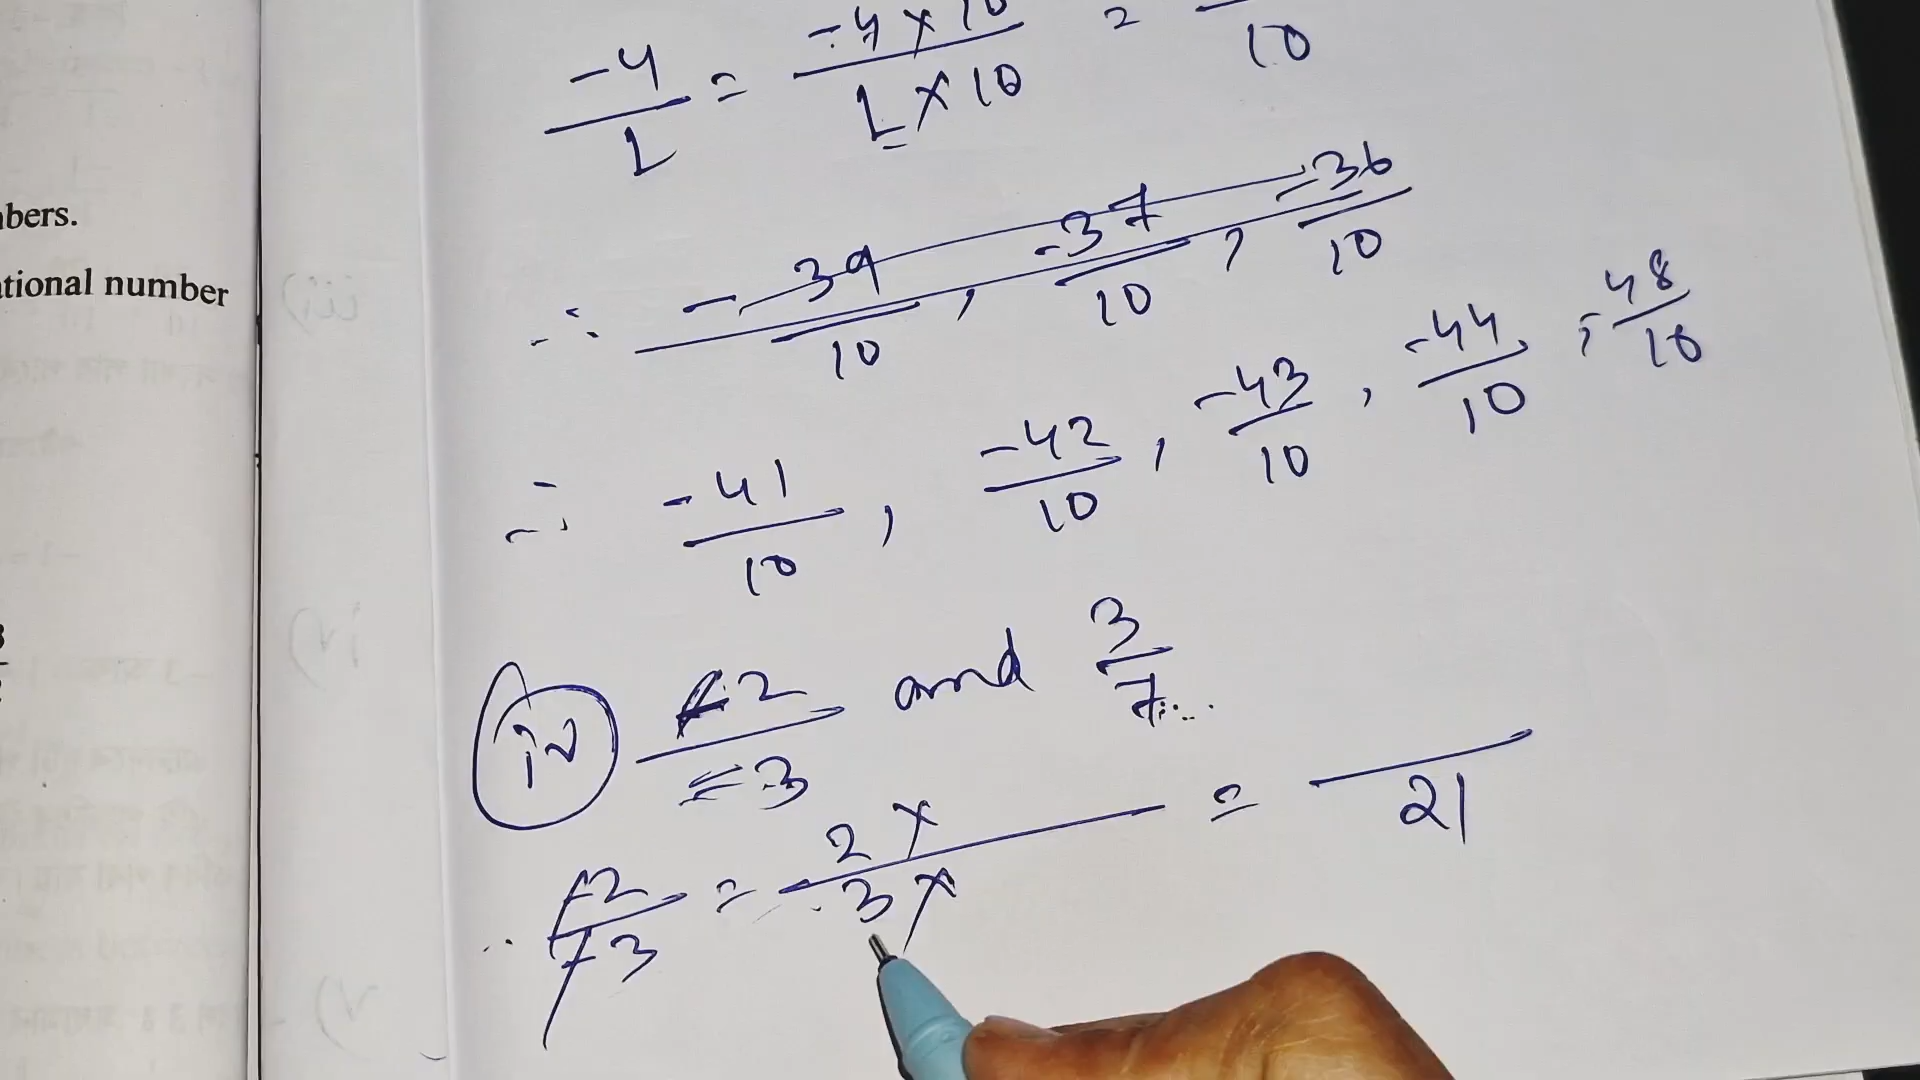 bers.
tional number
-4/1 = -4 × 10/1 × 10 = /10
∴ -39/10, -37/10, -36/10
∴ -41/10, -42/10, -43/10, -44/10, -48/10
iv -2/-3 and 3/7
-2/-3 = 2 ×/3 × = /21